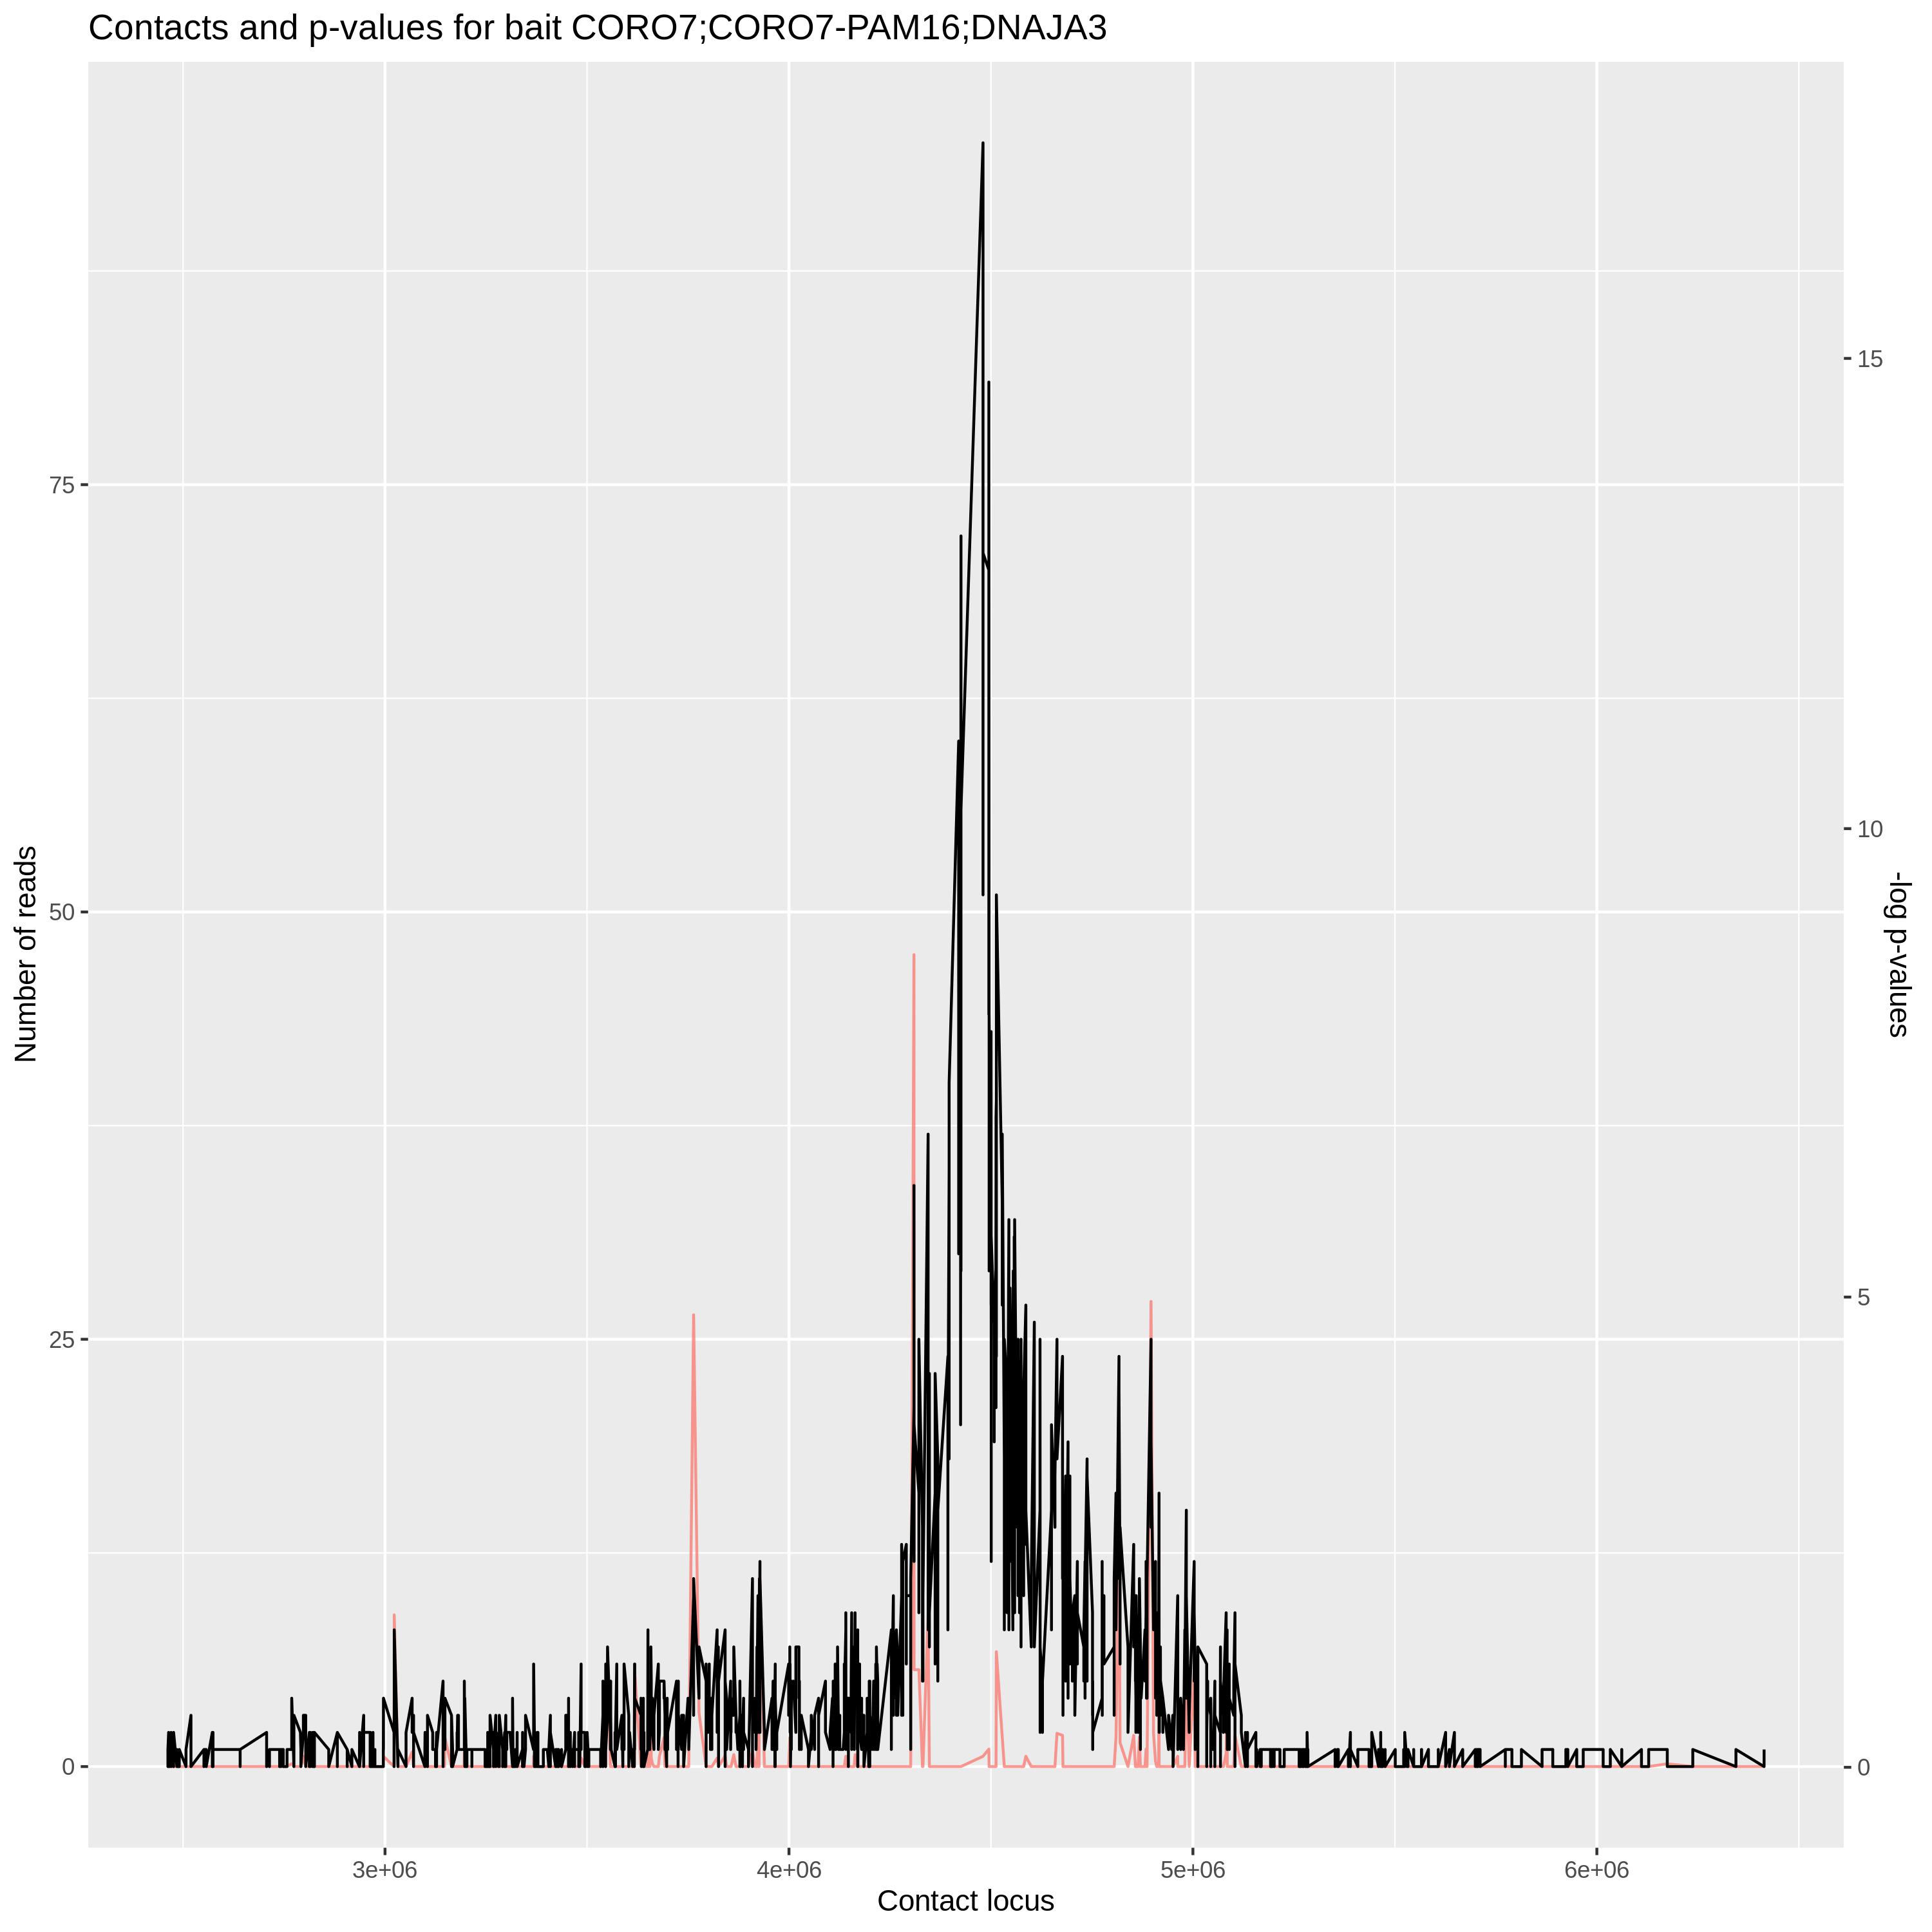 Contacts and p-values for bait CORO7;CORO7-PAM16;DNAJA3
Number of reads
75
50
25
0
15
10
5
0
-log p-values
3e+06 4e+06 5e+06 6e+06
Contact locus